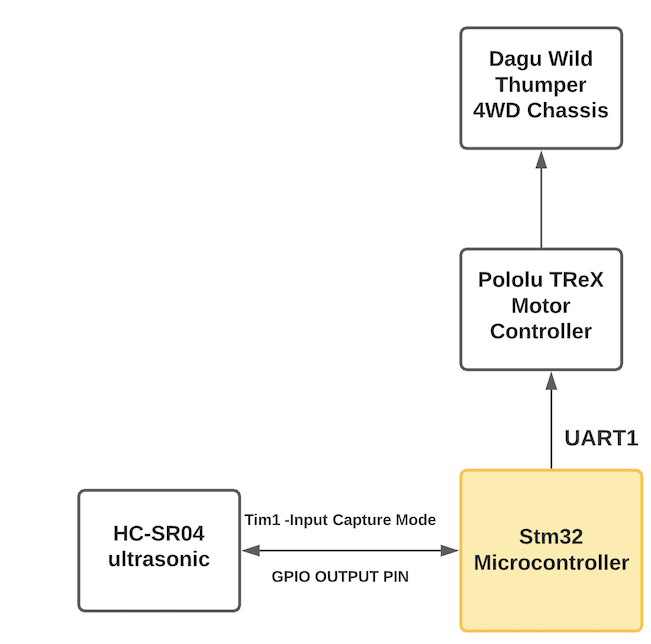 Dagu Wild
Thumper
4WD Chassis
Pololu TReX
Motor
Controller
UART1
HC-SR04
ultrasonic
Tim1 -Input Capture Mode
GPIO OUTPUT PIN
Stm32
Microcontroller